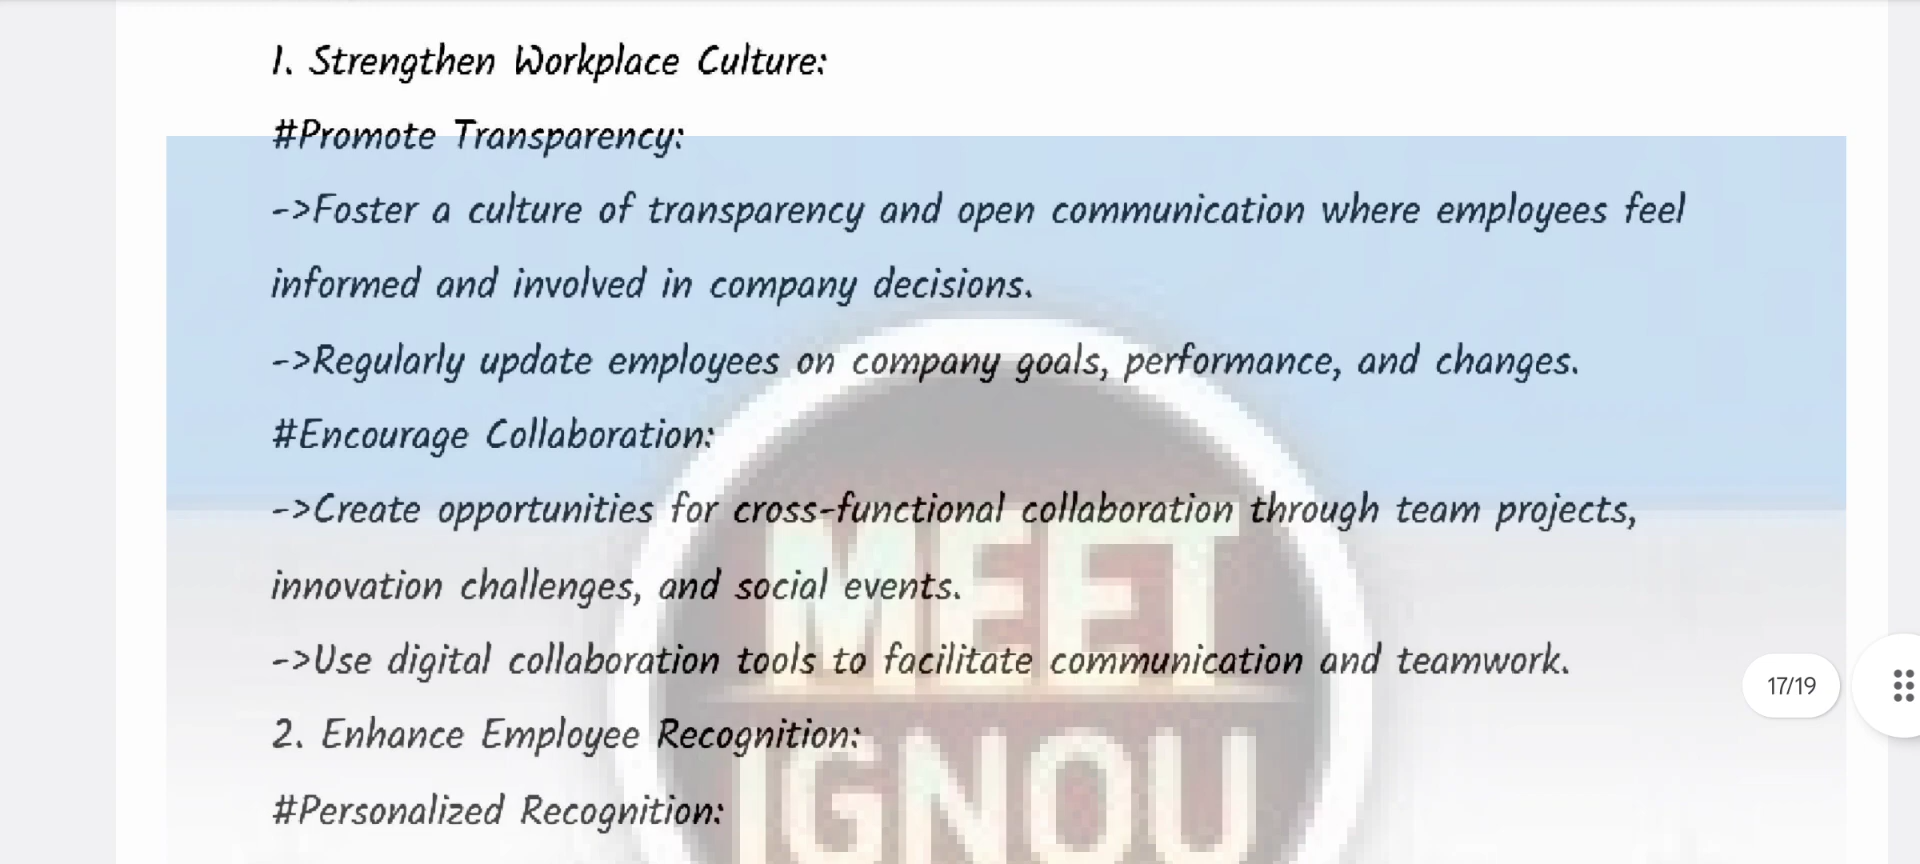 1. Strengthen Workplace Culture:
#Promote Transparency:
->Foster a culture of transparency and open communication where employees feel
informed and involved in company decisions.
->Regularly update employees on company goals, performance, and changes.
#Encourage Collaboration:
->Create opportunities for cross-functional collaboration through team projects,
innovation challenges, and social events.
->Use digital collaboration tools to facilitate communication and teamwork.
2. Enhance Employee Recognition:
#Personalized Recognition:
MEET
IGNOU
17/19